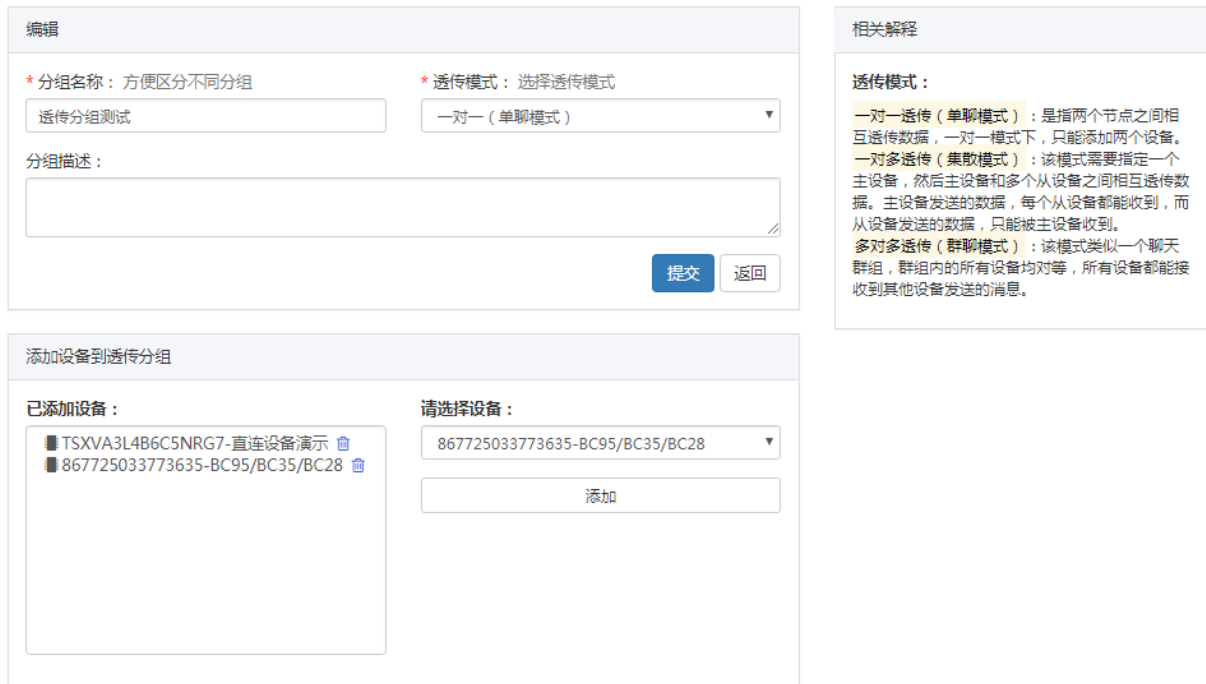 编辑
* 分组名称： 方便区分不同分组
透传分组测试
* 透传模式： 选择透传模式
一对一（单聊模式）
分组描述：
提交
返回
添加设备到透传分组
已添加设备：
TSXVA3L4B6C5NRG7-直连设备演示
867725033773635-BC95/BC35/BC28
请选择设备：
867725033773635-BC95/BC35/BC28
添加
相关解释
透传模式：
一对一透传（单聊模式）：是指两个节点之间相
互透传数据，一对一模式下，只能添加两个设备。
一对多透传（集散模式）：该模式需要指定一个
主设备，然后主设备和多个从设备之间相互透传数
据。主设备发送的数据，每个从设备都能收到，而
从设备发送的数据，只能被主设备收到。
多对多透传（群聊模式）：该模式类似一个聊天
群组，群组内的所有设备均对等，所有设备都能接
收到其他设备发送的消息。